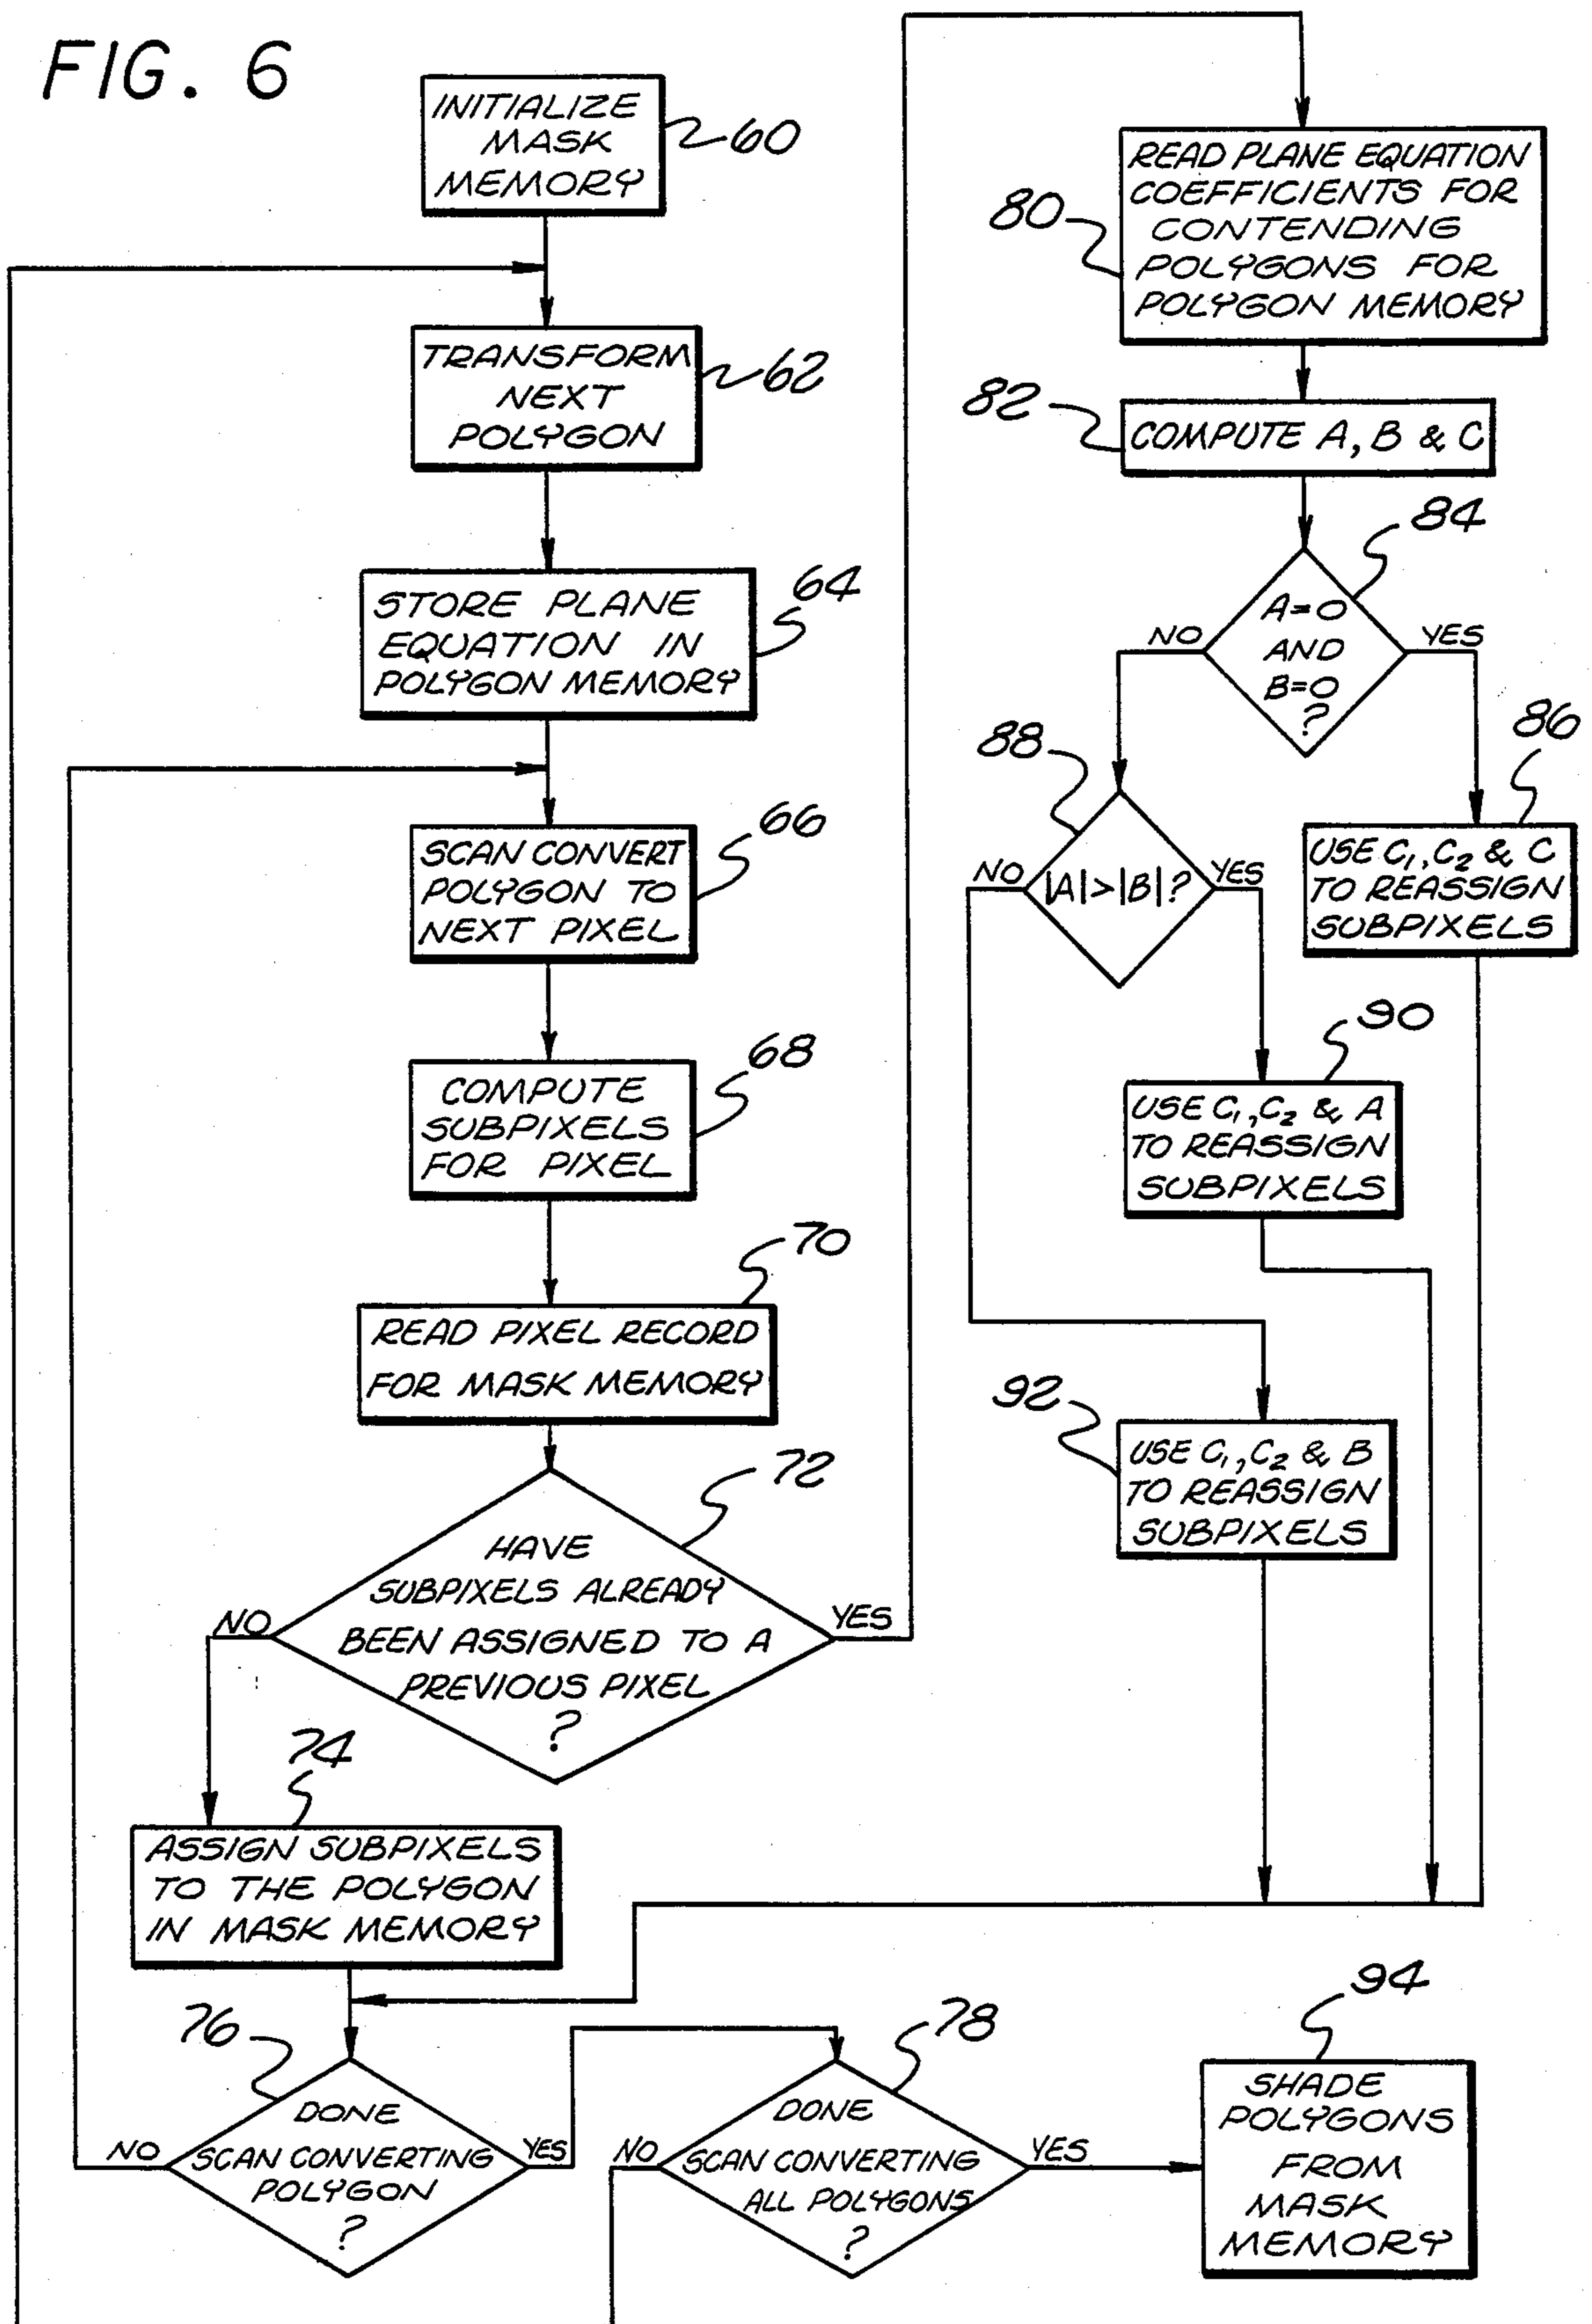 FIG. 6
INITIALIZE
MASK
MEMORY
60
TRANSFORM
NEXT
POLYGON
62
STORE PLANE
EQUATION IN
POLYGON MEMORY
64
SCAN CONVERT
POLYGON TO
NEXT PIXEL
66
COMPUTE
SUBPIXELS
FOR PIXEL
68
READ PIXEL RECORD
FOR MASK MEMORY
70
HAVE
SUBPIXELS ALREADY
BEEN ASSIGNED TO A
PREVIOUS PIXEL
?
72
NO
YES
ASSIGN SUBPIXELS
TO THE POLYGON
IN MASK MEMORY
74
DONE
SCAN CONVERTING
POLYGON
?
76
NO
YES
DONE
SCAN CONVERTING
ALL POLYGONS
?
78
NO
YES
READ PLANE EQUATION
COEFFICIENTS FOR
CONTENDING
POLYGONS FOR
POLYGON MEMORY
80
COMPUTE A, B & C
82
A=0
AND
B=0
?
84
NO
YES
USE C₁, C₂ & C
TO REASSIGN
SUBPIXELS
86
|A|>|B|?
88
NO
YES
USE C₁, C₂ & A
TO REASSIGN
SUBPIXELS
90
USE C₁, C₂ & B
TO REASSIGN
SUBPIXELS
92
SHADE
POLYGONS
FROM
MASK
MEMORY
94